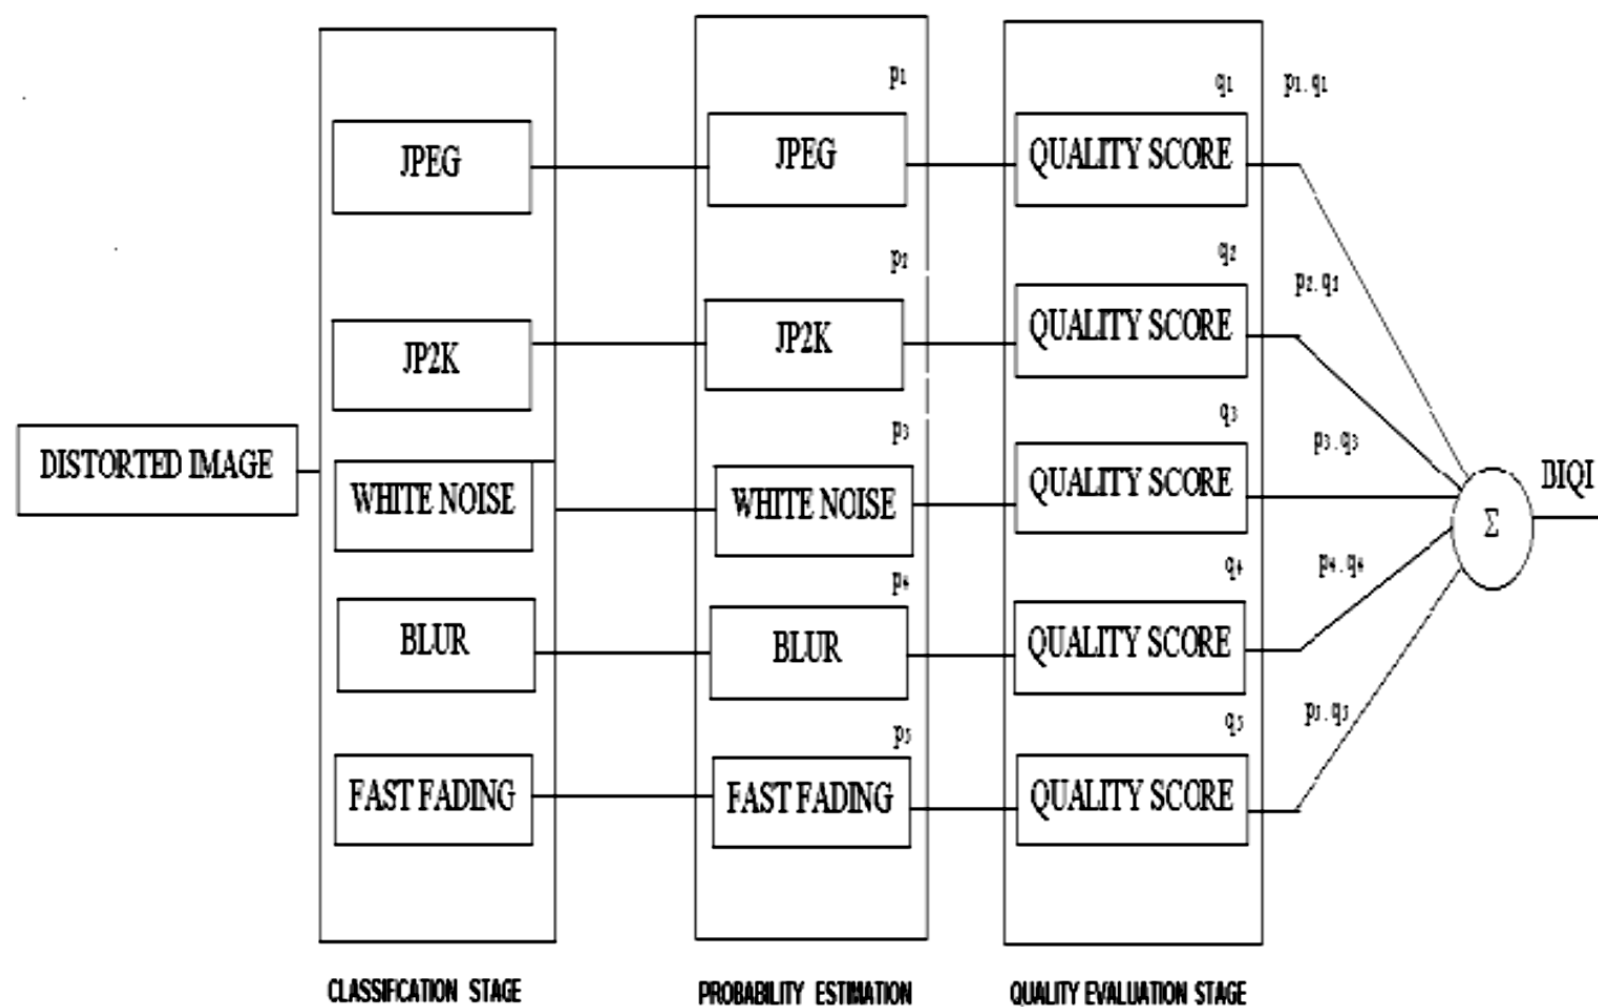 p1
q1
p1.q1
JPEG
JPEG
QUALITY SCORE
p2
q2
p2.q2
JP2K
JP2K
QUALITY SCORE
p3
q3
p3.q3
DISTORTED IMAGE
WHITE NOISE
WHITE NOISE
QUALITY SCORE
Σ
BIQI
p4
q4
p4.q4
BLUR
BLUR
QUALITY SCORE
p5
q5
p5.q5
FAST FADING
FAST FADING
QUALITY SCORE
CLASSIFICATION STAGE
PROBABILITY ESTIMATION
QUALITY EVALUATION STAGE